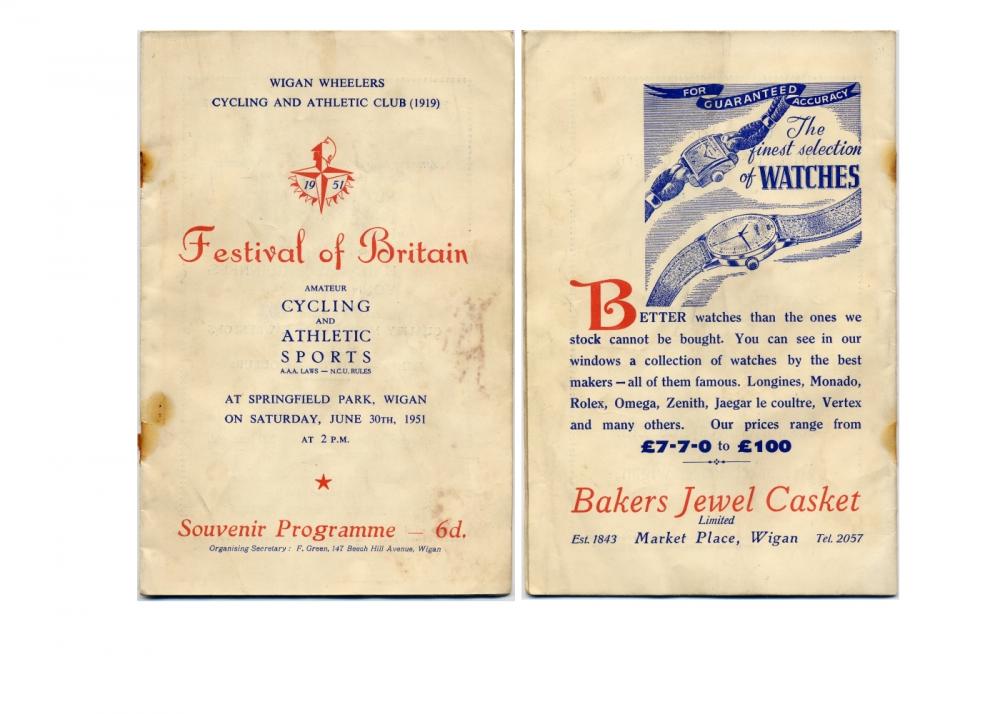 WIGAN WHEELERS
CYCLING AND ATHLETIC CLUB (1919)
19 51
Festival of Britain
AMATEUR
CYCLING
AND
ATHLETIC
SPORTS
A.A.A. LAWS — N.C.U. RULES
AT SPRINGFIELD PARK, WIGAN
ON SATURDAY, JUNE 30TH, 1951
AT 2 P.M.
Souvenir Programme — 6d.
Organising Secretary : F. Green, 147 Beech Hill Avenue, Wigan
FOR GUARANTEED ACCURACY
The
finest selection
of WATCHES
BETTER watches than the ones we
stock cannot be bought. You can see in our
windows a collection of watches by the best
makers — all of them famous. Longines, Monado,
Rolex, Omega, Zenith, Jaegar le coultre, Vertex
and many others. Our prices range from
£7-7-0 to £100
Bakers Jewel Casket
Limited
Est. 1843 Market Place, Wigan Tel. 2057